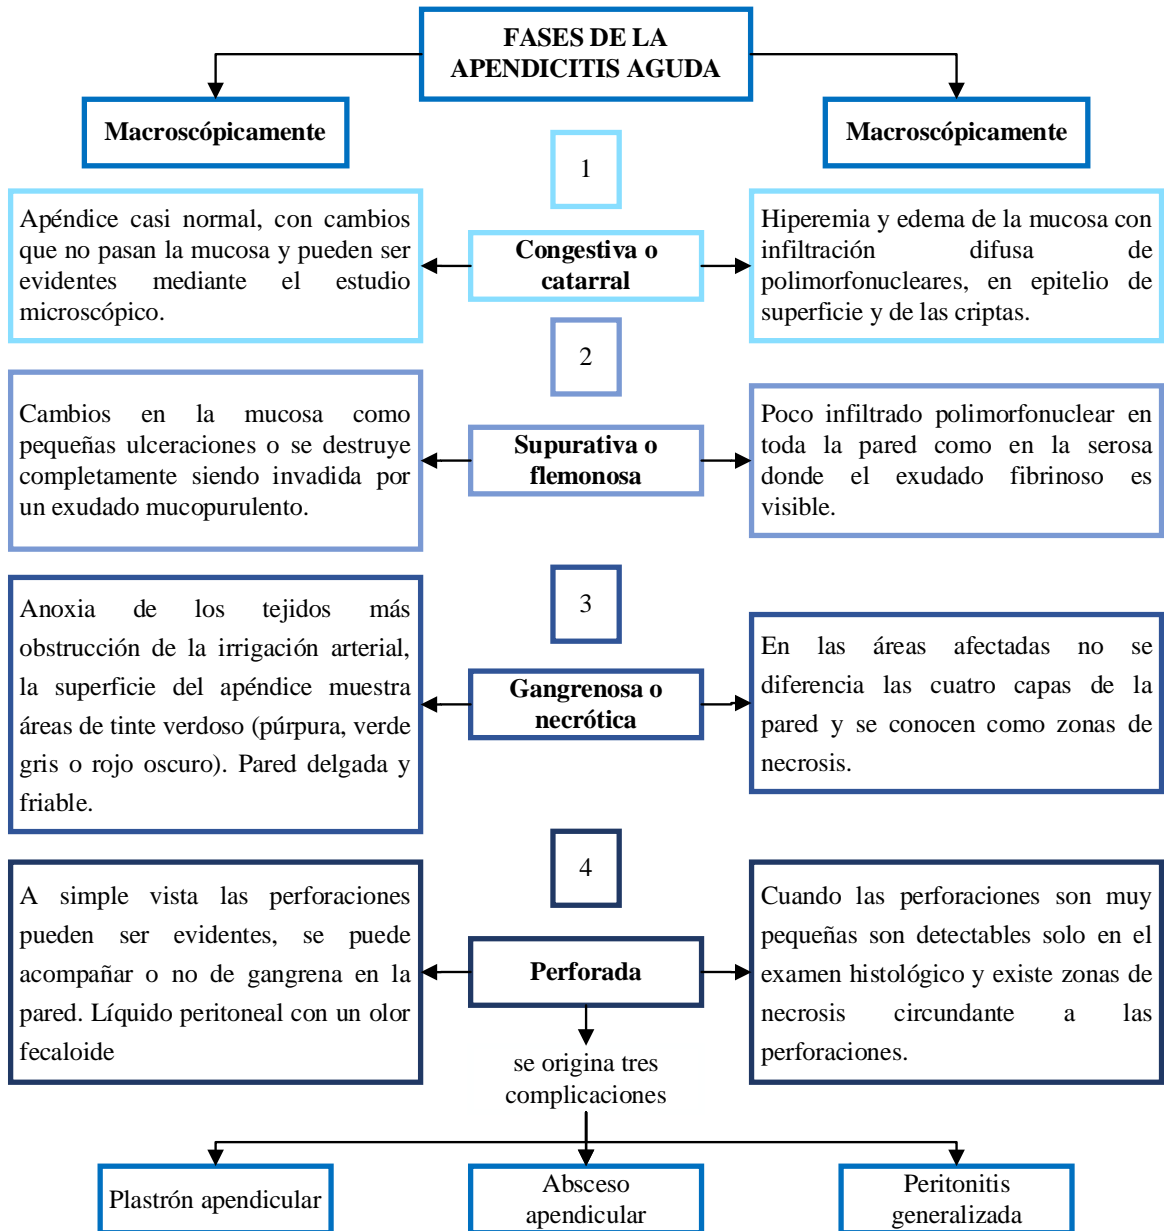 FASES DE LA
APENDICITIS AGUDA
Macroscópicamente
Macroscópicamente
1
Apéndice casi normal, con cambios
que no pasan la mucosa y pueden ser
evidentes mediante el estudio
microscópico.
Congestiva o
catarral
Hiperemia y edema de la mucosa con
infiltración difusa de
polimorfonucleares, en epitelio de
superficie y de las criptas.
2
Cambios en la mucosa como
pequeñas ulceraciones o se destruye
completamente siendo invadida por
un exudado mucopurulento.
Supurativa o
flemonosa
Poco infiltrado polimorfonuclear en
toda la pared como en la serosa
donde el exudado fibrinoso es
visible.
3
Anoxia de los tejidos más
obstrucción de la irrigación arterial,
la superficie del apéndice muestra
áreas de tinte verdoso (púrpura, verde
gris o rojo oscuro). Pared delgada y
friable.
Gangrenosa o
necrótica
En las áreas afectadas no se
diferencia las cuatro capas de la
pared y se conocen como zonas de
necrosis.
4
A simple vista las perforaciones
pueden ser evidentes, se puede
acompañar o no de gangrena en la
pared. Líquido peritoneal con un olor
fecaloide
Perforada
Cuando las perforaciones son muy
pequeñas son detectables solo en el
examen histológico y existe zonas de
necrosis circundante a las
perforaciones.
se origina tres
complicaciones
Plastrón apendicular
Absceso
apendicular
Peritonitis
generalizada